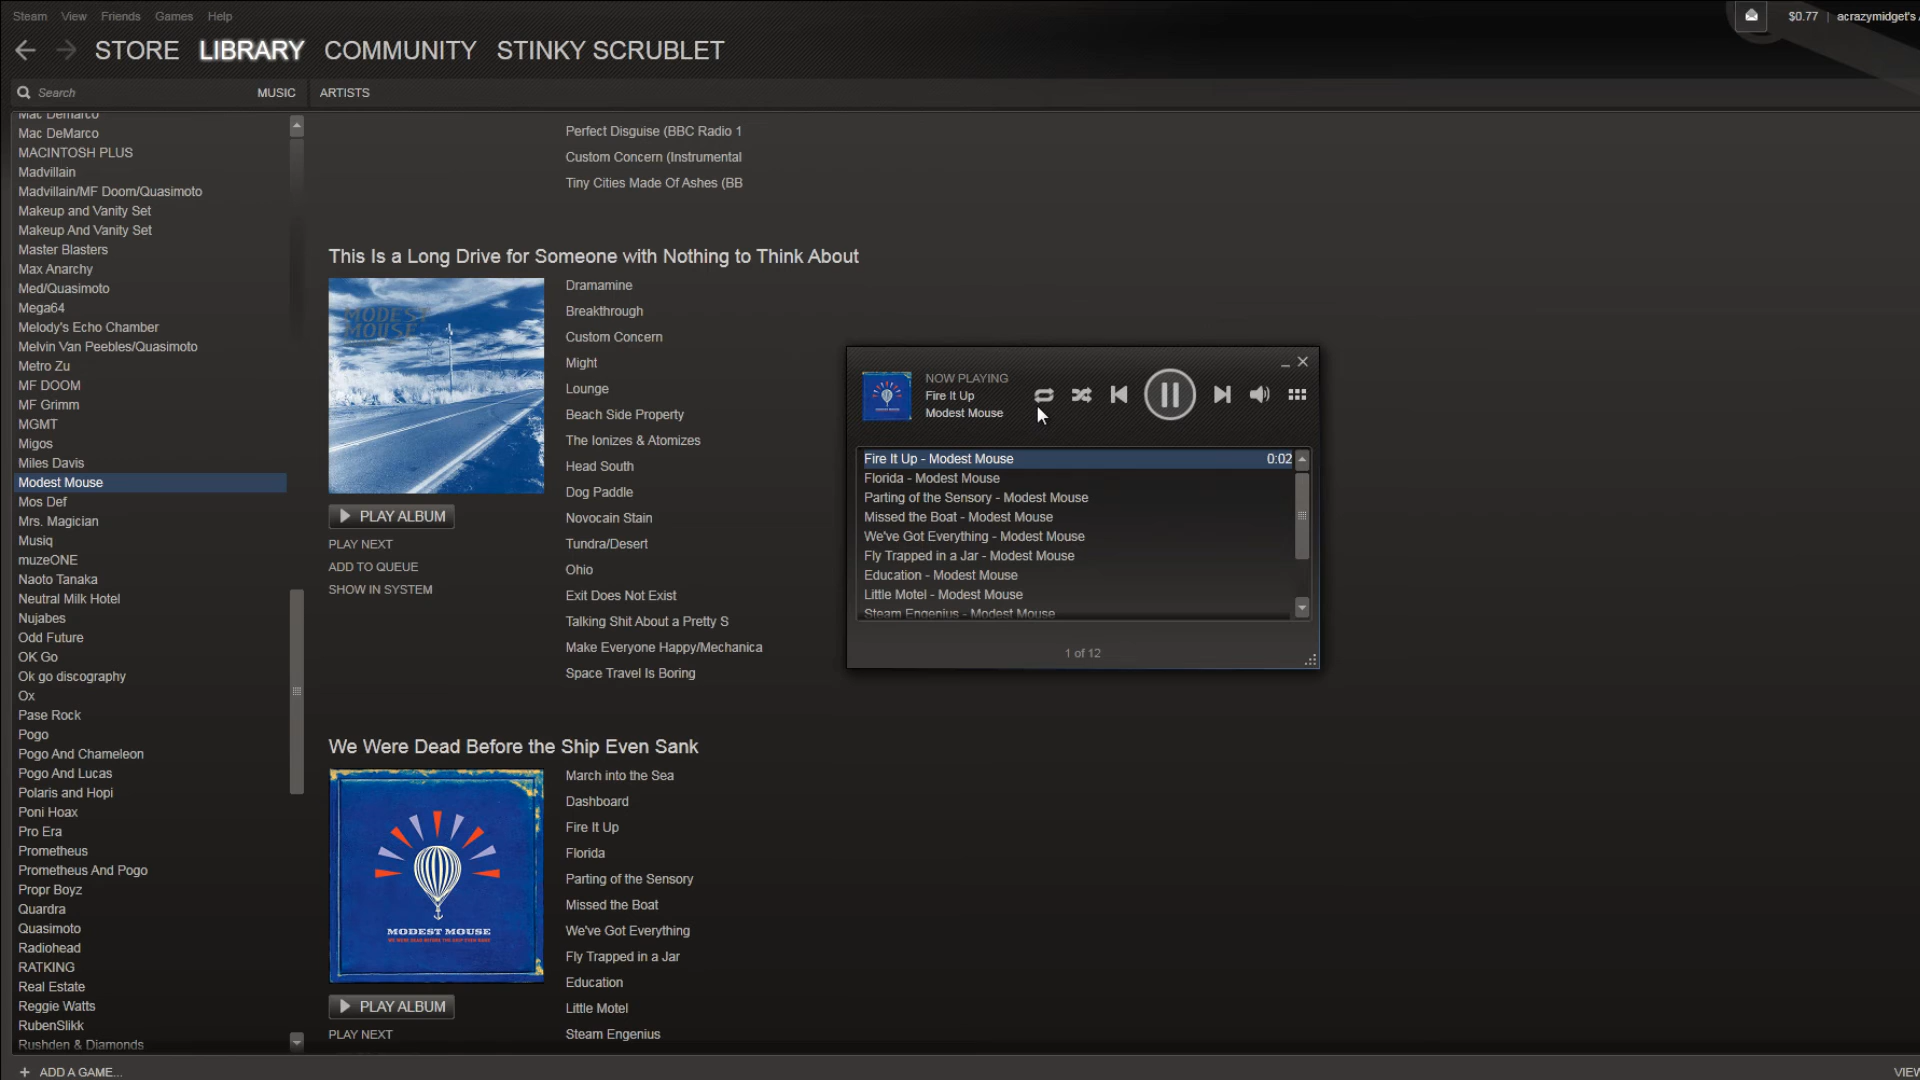 Steam View Friends Games Help
$0.77 | acrazymidget's
STORE LIBRARY COMMUNITY STINKY SCRUBLET
Search MUSIC ARTISTS
Mac Demarco
Mac DeMarco
MACINTOSH PLUS
Madvillain
Madvillain/MF Doom/Quasimoto
Makeup and Vanity Set
Makeup And Vanity Set
Master Blasters
Max Anarchy
Med/Quasimoto
Mega64
Melody's Echo Chamber
Melvin Van Peebles/Quasimoto
Metro Zu
MF DOOM
MF Grimm
MGMT
Migos
Miles Davis
Modest Mouse
Mos Def
Mrs. Magician
Musiq
muzeONE
Naoto Tanaka
Neutral Milk Hotel
Nujabes
Odd Future
OK Go
Ok go discography
Ox
Pase Rock
Pogo
Pogo And Chameleon
Pogo And Lucas
Polaris and Hopi
Poni Hoax
Pro Era
Prometheus
Prometheus And Pogo
Propr Boyz
Quardra
Quasimoto
Radiohead
RATKING
Real Estate
Reggie Watts
RubenSlikk
Rushden & Diamonds
+ ADD A GAME...
Perfect Disguise (BBC Radio 1
Custom Concern (Instrumental
Tiny Cities Made Of Ashes (BB
This Is a Long Drive for Someone with Nothing to Think About
MODEST
MOUSE
PLAY ALBUM
PLAY NEXT
ADD TO QUEUE
SHOW IN SYSTEM
Dramamine
Breakthrough
Custom Concern
Might
Lounge
Beach Side Property
The Ionizes & Atomizes
Head South
Dog Paddle
Novocain Stain
Tundra/Desert
Ohio
Exit Does Not Exist
Talking Shit About a Pretty S
Make Everyone Happy/Mechanica
Space Travel Is Boring
We Were Dead Before the Ship Even Sank
MODEST MOUSE
WE WERE DEAD BEFORE THE SHIP EVEN SANK
PLAY ALBUM
PLAY NEXT
March into the Sea
Dashboard
Fire It Up
Florida
Parting of the Sensory
Missed the Boat
We've Got Everything
Fly Trapped in a Jar
Education
Little Motel
Steam Engenius
NOW PLAYING
Fire It Up
Modest Mouse
Fire It Up - Modest Mouse 0:02
Florida - Modest Mouse
Parting of the Sensory - Modest Mouse
Missed the Boat - Modest Mouse
We've Got Everything - Modest Mouse
Fly Trapped in a Jar - Modest Mouse
Education - Modest Mouse
Little Motel - Modest Mouse
Steam Engenius - Modest Mouse
1 of 12
VIEW